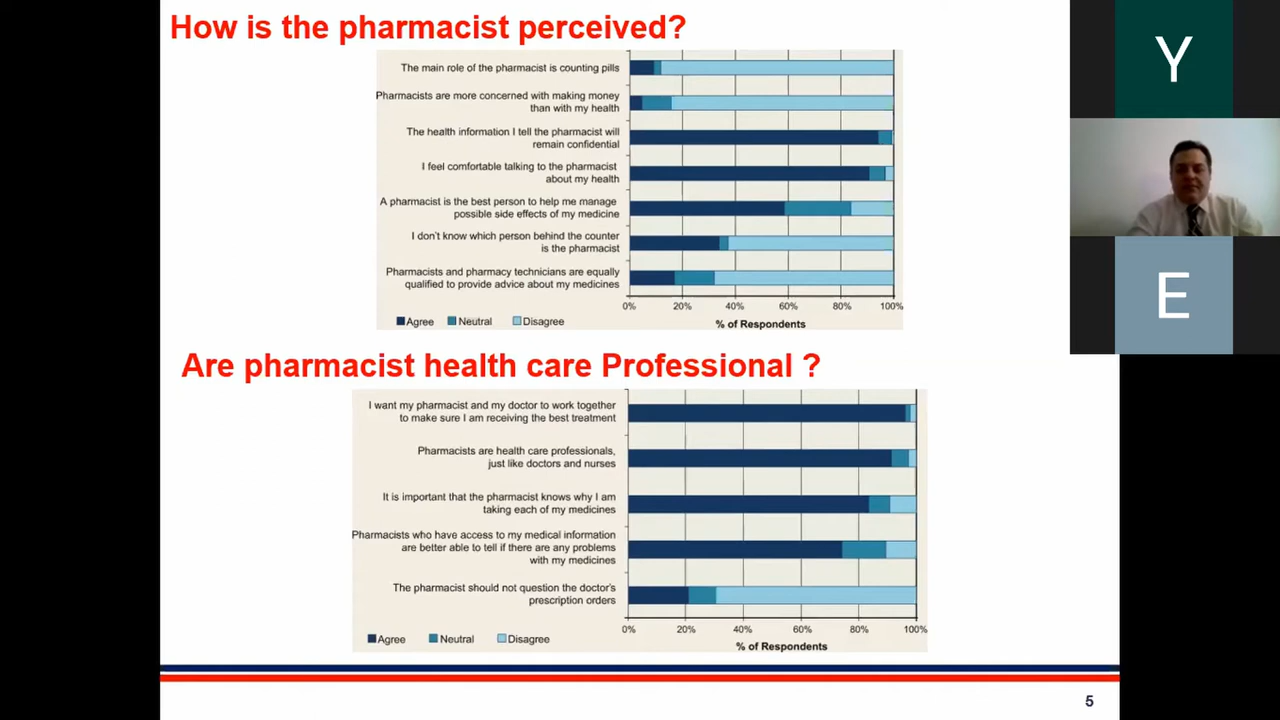 How is the pharmacist perceived?
The main role of the pharmacist is counting pills
Pharmacists are more concerned with making money
than with my health
The health information I tell the pharmacist will
remain confidential
I feel comfortable talking to the pharmacist
about my health
A pharmacist is the best person to help me manage
possible side effects of my medicine
I don't know which person behind the counter
is the pharmacist
Pharmacists and pharmacy technicians are equally
qualified to provide advice about my medicines
0% 20% 40% 60% 80% 100%
Agree Neutral Disagree
% of Respondents
Are pharmacist health care Professional ?
I want my pharmacist and my doctor to work together
to make sure I am receiving the best treatment
Pharmacists are health care professionals,
just like doctors and nurses
It is important that the pharmacist knows why I am
taking each of my medicines
Pharmacists who have access to my medical information
are better able to tell if there are any problems
with my medicines
The pharmacist should not question the doctor's
prescription orders
0% 20% 40% 60% 80% 100%
Agree Neutral Disagree
% of Respondents
5
Y
E